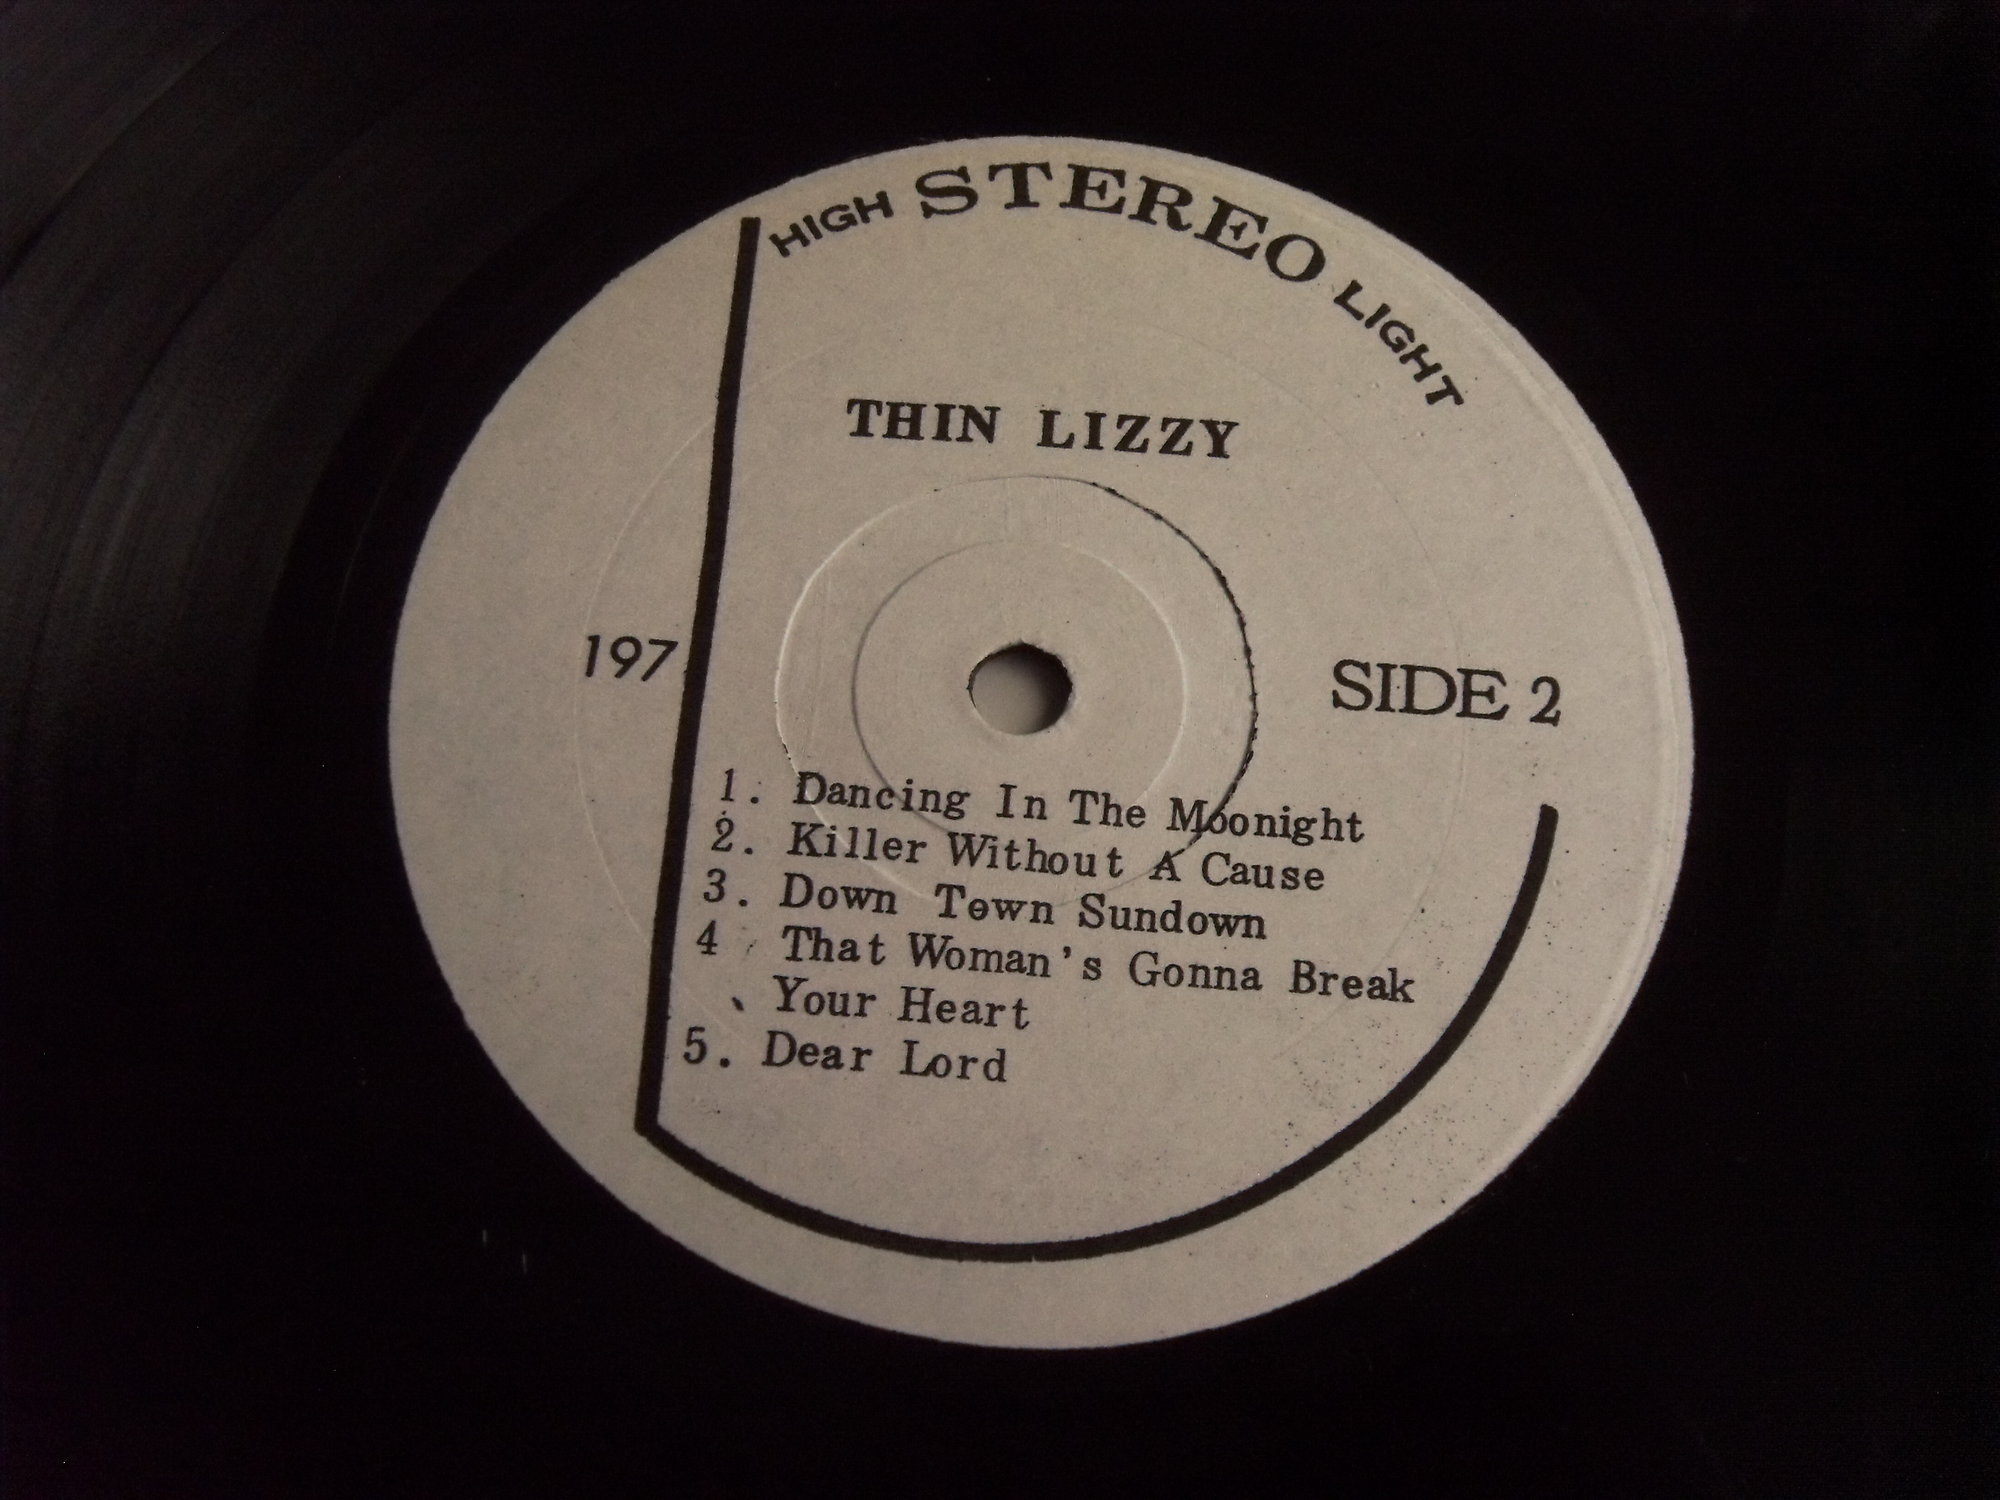 HIGH STEREO LIGHT
THIN LIZZY
197
SIDE 2
1. Dancing In The Moonight
2. Killer Without A Cause
3. Down Town Sundown
4 That Woman's Gonna Break
Your Heart
5. Dear Lord